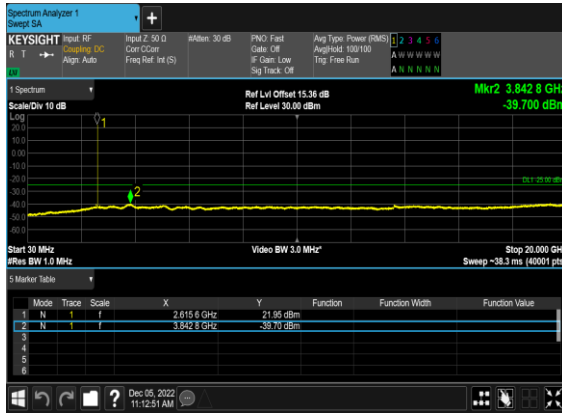 Spectrum Analyzer 1
Swept SA
+
KEYSIGHT Input: RF Input Z: 50 Ω #Atten: 30 dB PNO: Fast Avg Type: Power (RMS) 1 2 3 4 5 6
R T Coupling: DC Corr CCorr Gate: Off Avg|Hold: 100/100 A W W W W W
Align: Auto Freq Ref: Int (S) IF Gain: Low Trig: Free Run
Sig Track: Off A N N N N N
LXI
1 Spectrum Ref Lvl Offset 15.36 dB Mkr2 3.842 8 GHz
Scale/Div 10 dB Ref Level 30.00 dBm -39.700 dBm
Log
20.0
10.0
0.00
-10.0
-20.0
-30.0
-40.0
-50.0
-60.0
1
2
DL1 -25.00 dBm
Start 30 MHz Video BW 3.0 MHz* Stop 20.000 GHz
#Res BW 1.0 MHz Sweep ~38.3 ms (40001 pts)
5 Marker Table
Mode Trace Scale X Y Function Function Width Function Value
1 N 1 f 2.615 6 GHz 21.95 dBm
2 N 1 f 3.842 8 GHz -39.70 dBm
3
4
5
6
? Dec 05, 2022
11:12:51 AM